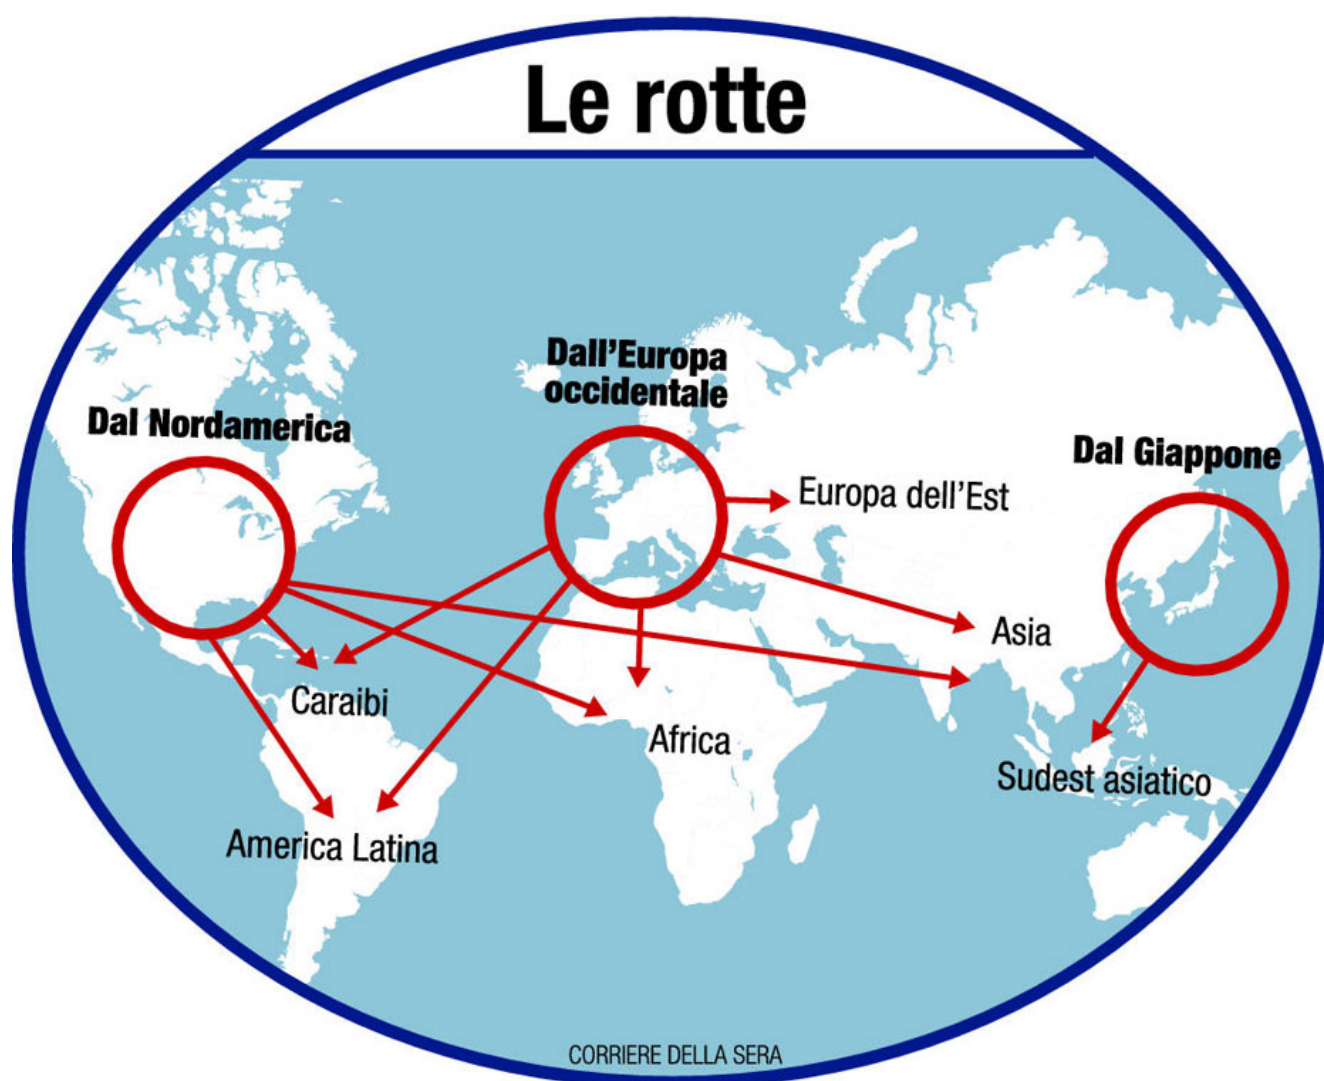 Le rotte
Dall'Europa
occidentale
Dal Nordamerica
Dal Giappone
Europa dell'Est
Asia
Caraibi
Africa
Sudest asiatico
America Latina
CORRIERE DELLA SERA